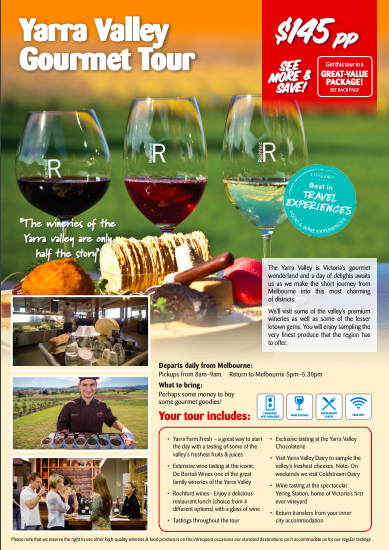 Yarra Valley
Gourmet Tour
$145 pp
SEE
MORE &
SAVE!
Get this tour in a
GREAT-VALUE
PACKAGE!
SEE BACK PAGE
R
R
R
Best in
TRAVEL
EXPERIENCES
FOOD & WINE EXPERIENCES
"The wineries of the
Yarra valley are only
half the story"
The Yarra Valley is Victoria's gourmet
wonderland and a day of delights awaits
us as we make the short journey from
Melbourne into this most charming
of districts.
We'll visit some of the valley's premium
wineries as well as some of the lesser
known gems. You will enjoy sampling the
very finest produce that the region has
to offer.
Departs daily from Melbourne:
Pickups from 8am–9am. Return to Melbourne 5pm–5.30pm
What to bring:
Perhaps some money to buy
some gourmet goodies!
LANGUAGE
APP AVAILABLE
WINE TASTING
RESTAURANT
LUNCH
FREE WIFI
Your tour includes:
• Yarra Farm Fresh – a great way to start
the day with a tasting of some of the
valley's freshest fruits & juices
• Extensive wine tasting at the iconic
De Bortoli Wines one of the great
family wineries of the Yarra Valley
• Rochford wines - Enjoy a delicious
restaurant lunch (choice from 4
different options) with a glass of wine
• Tastings throughout the tour
• Exclusive tasting at the Yarra Valley
Chocolaterie
• Visit Yarra Valley Dairy to sample the
valley's freshest cheeses. Note: On
weekends we visit Coldstream Dairy
• Wine tasting at the spectacular
Yering Station, home of Victoria's first
ever vineyard
• Return transfers from your inner
city accommodation
Please note that we reserve the right to use other high-quality wineries & food producers on the infrequent occasions our standard destinations can't accommodate us for our regular tastings